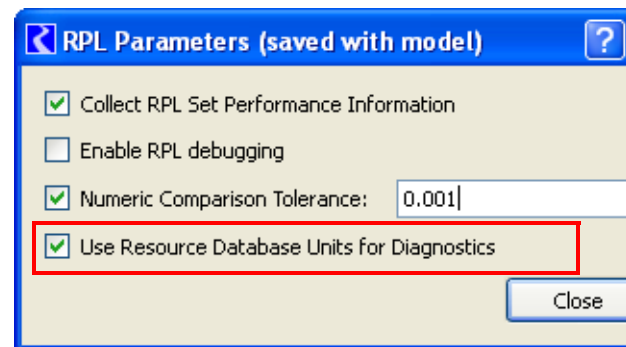 RPL Parameters (saved with model)
?
Collect RPL Set Performance Information
Enable RPL debugging
Numeric Comparison Tolerance: 0.001
Use Resource Database Units for Diagnostics
Close